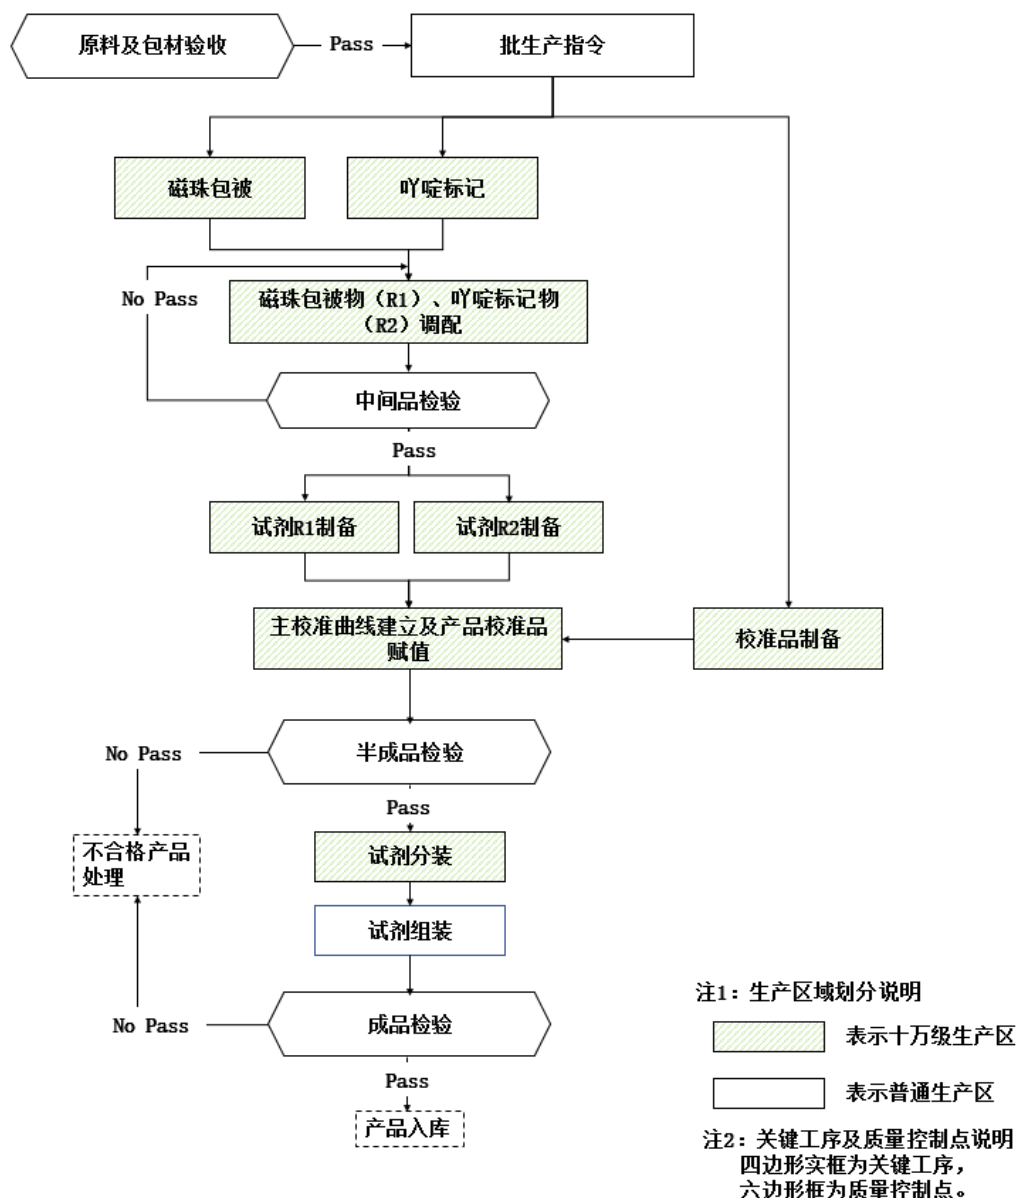 原料及包材验收
Pass
批生产指令
磁珠包被
吖啶标记
No Pass
磁珠包被物（R1）、吖啶标记物
（R2）调配
中间品检验
Pass
试剂R1制备
试剂R2制备
主校准曲线建立及产品校准品
赋值
校准品制备
No Pass
半成品检验
Pass
不合格产品
处理
试剂分装
试剂组装
No Pass
成品检验
Pass
产品入库
注1：生产区域划分说明
表示十万级生产区
表示普通生产区
注2：关键工序及质量控制点说明
四边形实框为关键工序，
六边形框为质量控制点。